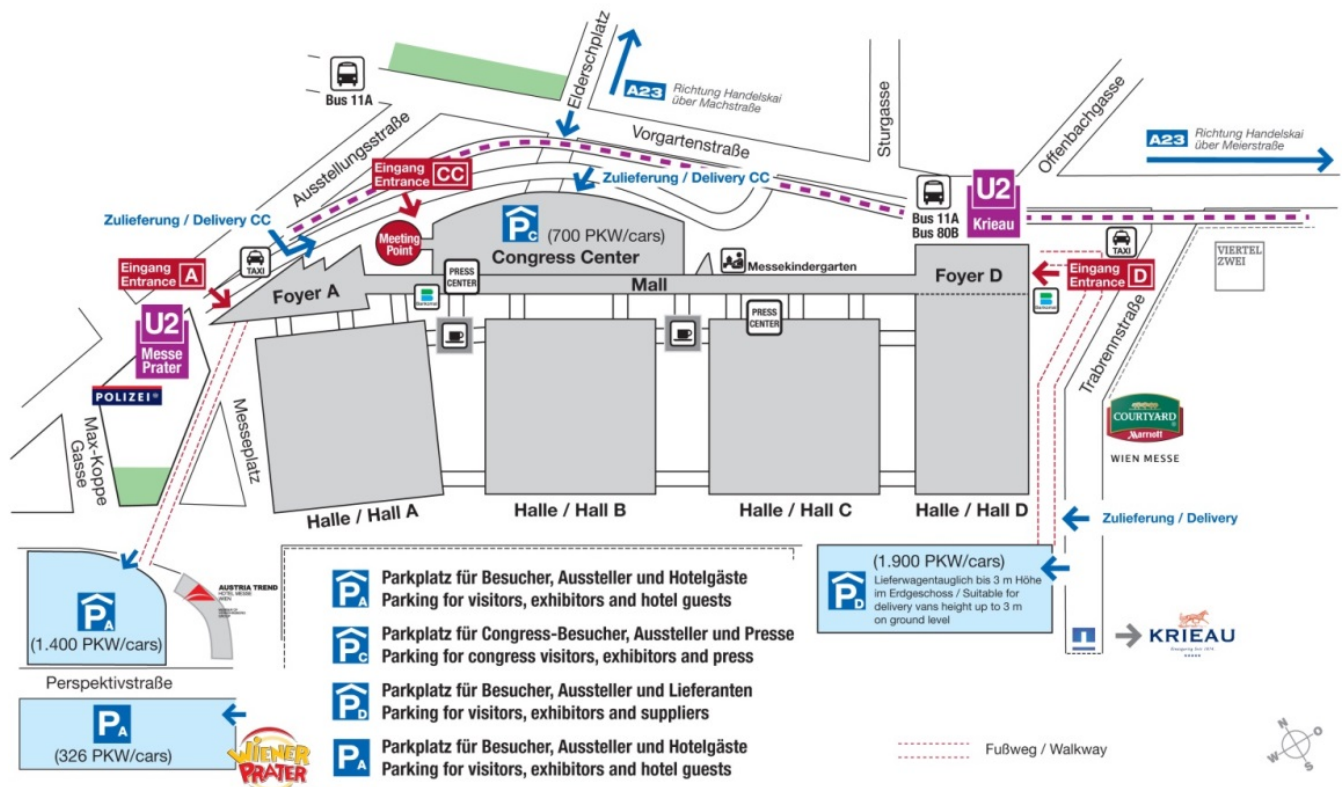 Bus 11A
Elderschplatz
A23
Richtung Handelskai
über Machstraße
Ausstellungsstraße
Vorgartenstraße
Sturgasse
Offenbachgasse
A23
Richtung Handelskai
über Meierstraße
Eingang
Entrance CC
Zulieferung / Delivery CC
Zulieferung / Delivery CC
U2
Krieau
Bus 11A
Bus 80B
Meeting
Point
P C
(700 PKW/cars)
Congress Center
TAXI
TAXI
VIERTEL
ZWEI
Eingang
Entrance A
Foyer A
PRESS
CENTER
Mall
Messekindergarten
Foyer D
Eingang
Entrance D
Bankomat
Bankomat
PRESS
CENTER
U2
Messe
Prater
POLIZEI
Max-Koppe
Gasse
Messeplatz
Trabrennstraße
COURTYARD
Marriott
WIEN MESSE
Halle / Hall A
Halle / Hall B
Halle / Hall C
Halle / Hall D
Zulieferung / Delivery
P A
(1.400 PKW/cars)
AUSTRIA TREND
HOTEL MESSE
WIEN
P D
(1.900 PKW/cars)
Lieferwagentauglich bis 3 m Höhe
im Erdgeschoss / Suitable for
delivery vans height up to 3 m
on ground level
KRIEAU
Perspektivstraße
P A
(326 PKW/cars)
WIENER
PRATER
P A
Parkplatz für Besucher, Aussteller und Hotelgäste
Parking for visitors, exhibitors and hotel guests
P C
Parkplatz für Congress-Besucher, Aussteller und Presse
Parking for congress visitors, exhibitors and press
P D
Parkplatz für Besucher, Aussteller und Lieferanten
Parking for visitors, exhibitors and suppliers
P A
Parkplatz für Besucher, Aussteller und Hotelgäste
Parking for visitors, exhibitors and hotel guests
Fußweg / Walkway
N
O
S
W